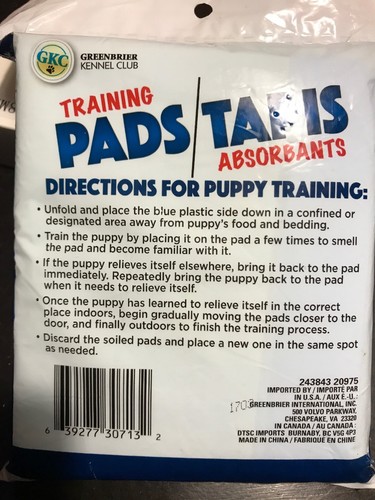 GKC
GREENBRIER
KENNEL CLUB
TRAINING
PADS
TAPIS
ABSORBANTS
DIRECTIONS FOR PUPPY TRAINING:
• Unfold and place the blue plastic side down in a confined or
designated area away from puppy's food and bedding.
• Train the puppy by placing it on the pad a few times to smell
the pad and become familiar with it.
• If the puppy relieves itself elsewhere, bring it back to the pad
immediately. Repeatedly bring the puppy back to the pad
when it needs to relieve itself.
• Once the puppy has learned to relieve itself in the correct
place indoors, begin gradually moving the pads closer to the
door, and finally outdoors to finish the training process.
• Discard the soiled pads and place a new one in the same spot
as needed.
6 39277 30713 2
243843 20975
IMPORTED BY / IMPORTÉ PAR
IN U.S.A. / AUX É.-U.:
GREENBRIER INTERNATIONAL, INC.
500 VOLVO PARKWAY,
CHESAPEAKE, VA 23320
IN CANADA / AU CANADA:
DTSC IMPORTS BURNABY, BC V5G 4P7
MADE IN CHINA / FABRIQUÉ EN CHINE